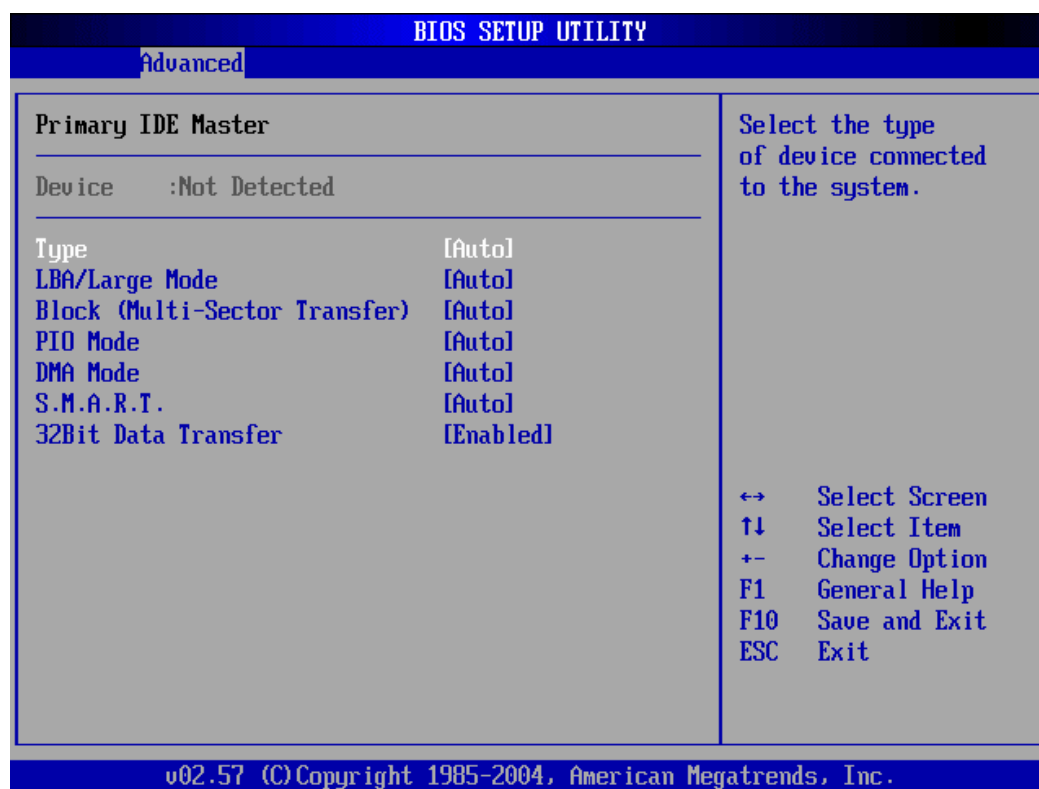 BIOS SETUP UTILITY
Advanced
Primary IDE Master
Device :Not Detected
Type [Auto]
LBA/Large Mode [Auto]
Block (Multi-Sector Transfer) [Auto]
PIO Mode [Auto]
DMA Mode [Auto]
S.M.A.R.T. [Auto]
32Bit Data Transfer [Enabled]
Select the type
of device connected
to the system.
←→ Select Screen
↑↓ Select Item
+- Change Option
F1 General Help
F10 Save and Exit
ESC Exit
v02.57 (C)Copyright 1985-2004, American Megatrends, Inc.